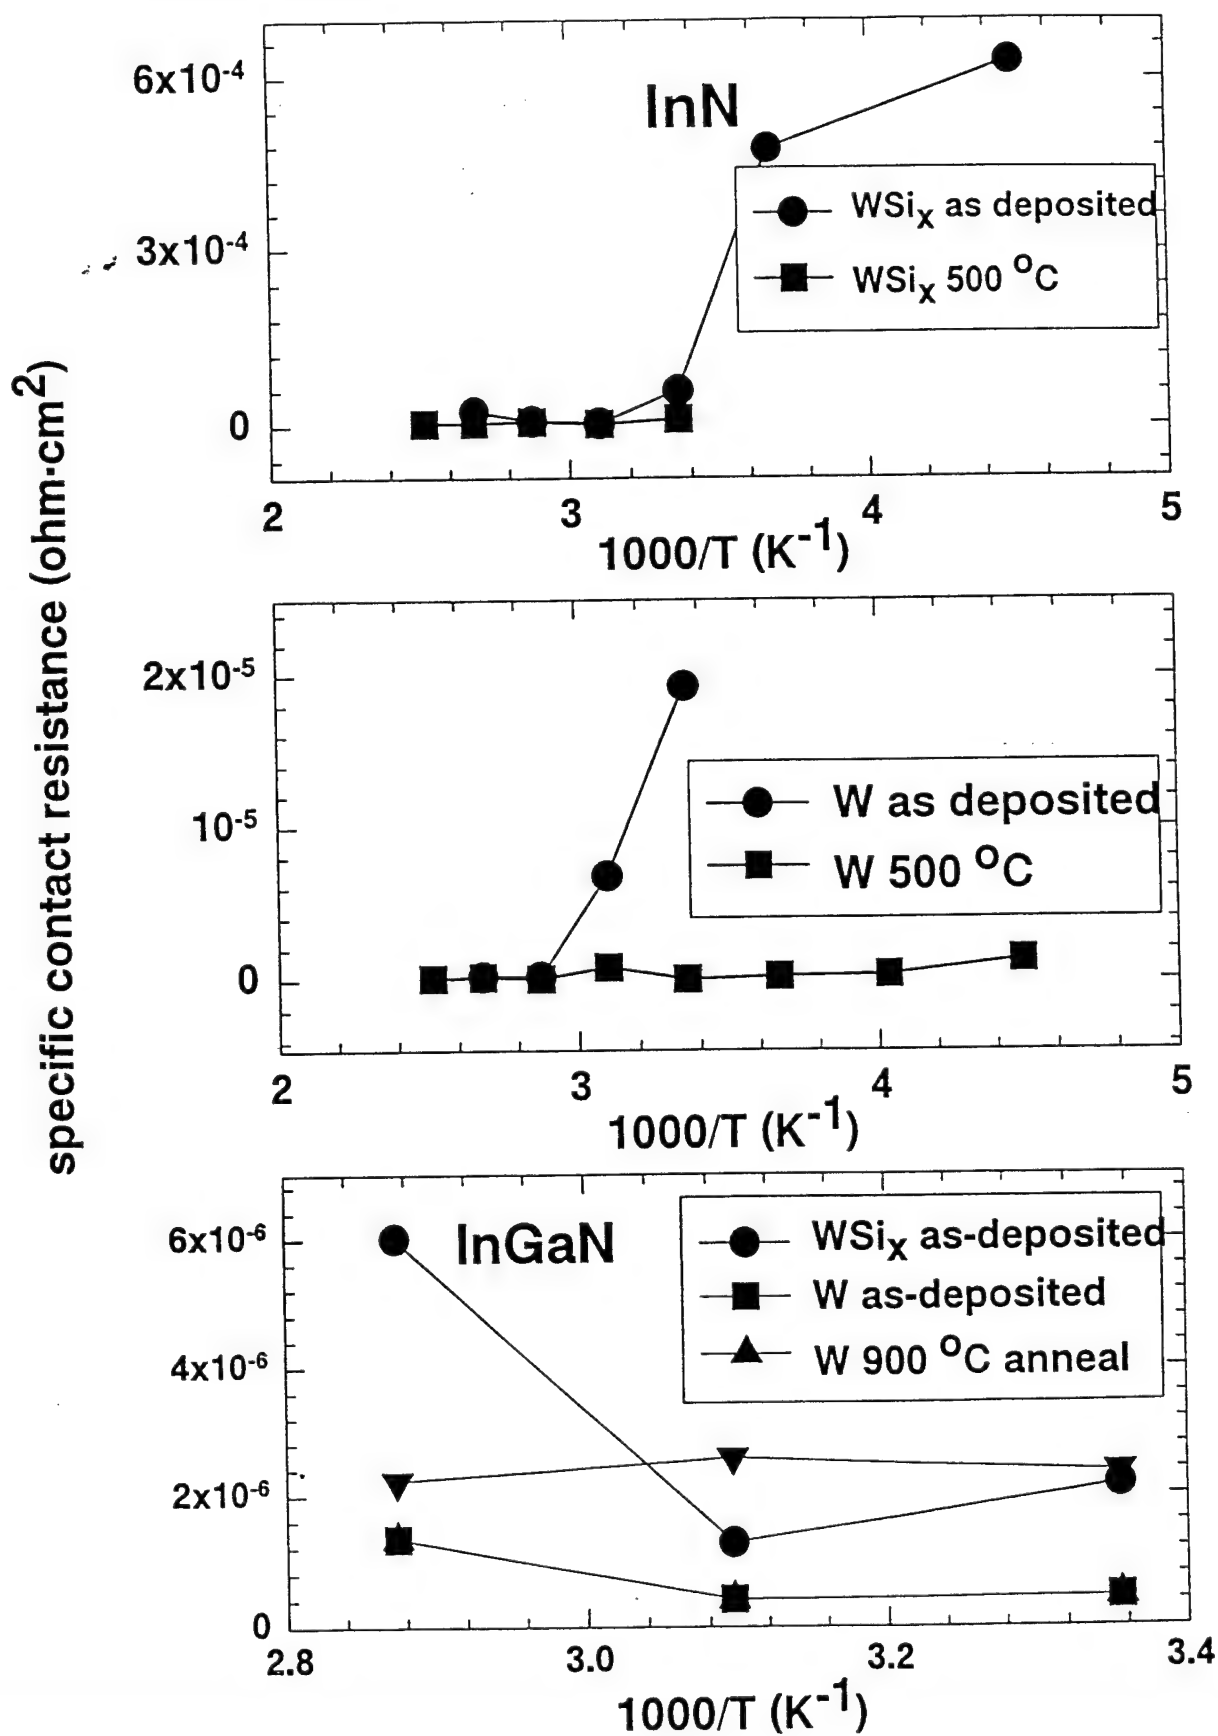 specific contact resistance (ohm·cm²)
6x10⁻⁴
3x10⁻⁴
0
InN
WSiₓ as deposited
WSiₓ 500 °C
2 3 4 5
1000/T (K⁻¹)
2x10⁻⁵
10⁻⁵
0
W as deposited
W 500 °C
2 3 4 5
1000/T (K⁻¹)
6x10⁻⁶
4x10⁻⁶
2x10⁻⁶
0
InGaN
WSiₓ as-deposited
W as-deposited
W 900 °C anneal
2.8 3.0 3.2 3.4
1000/T (K⁻¹)